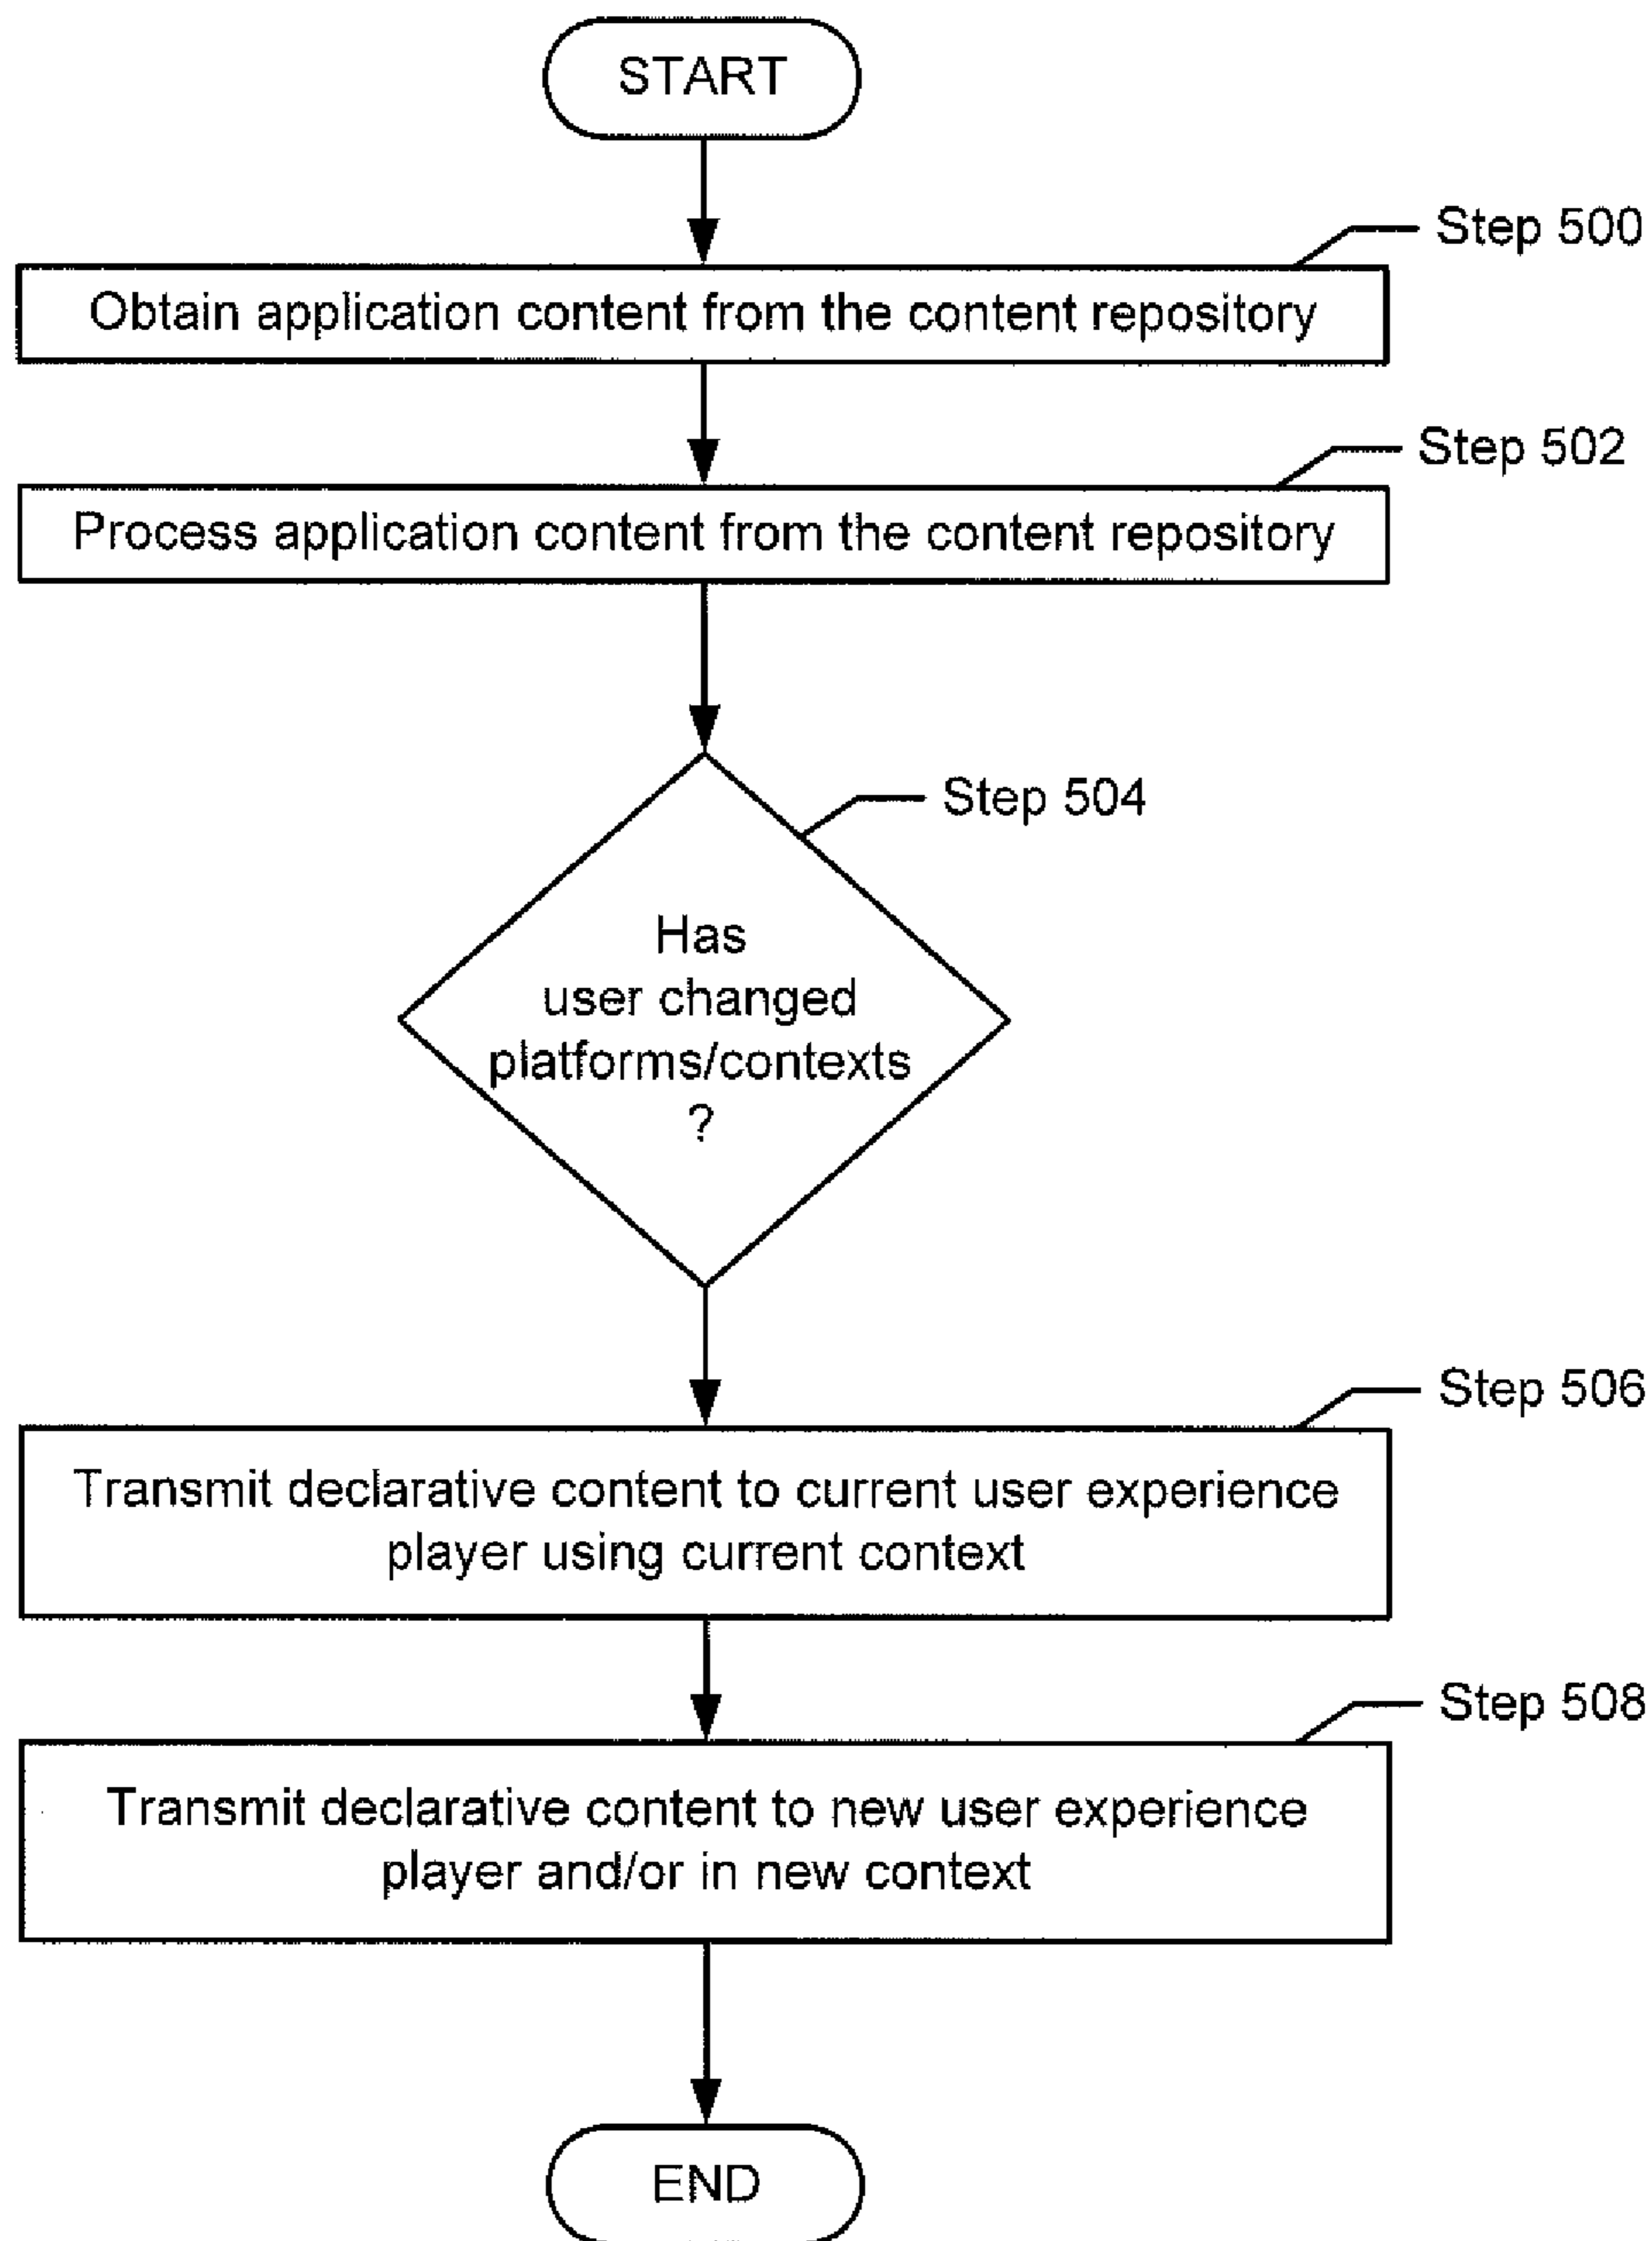 START
Step 500
Obtain application content from the content repository
Step 502
Process application content from the content repository
Step 504
Has
user changed
platforms/contexts
?
Step 506
Transmit declarative content to current user experience
player using current context
Step 508
Transmit declarative content to new user experience
player and/or in new context
END